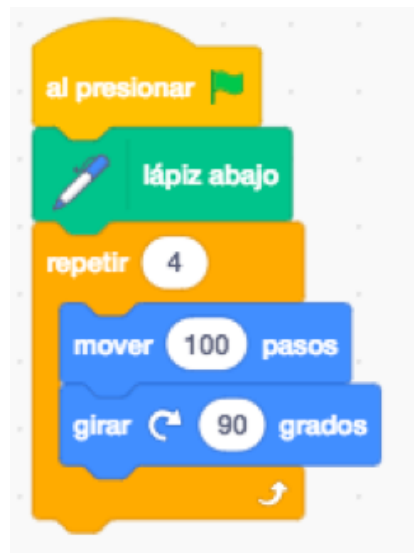 al presionar
lápiz abajo
repetir 4
mover 100 pasos
girar 90 grados